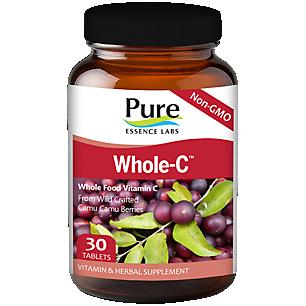 Pure
ESSENCE LABS
Non-GMO
Whole-C™
Whole Food Vitamin C
From Wild Crafted
Camu Camu Berries
30
TABLETS
VITAMIN & HERBAL SUPPLEMENT